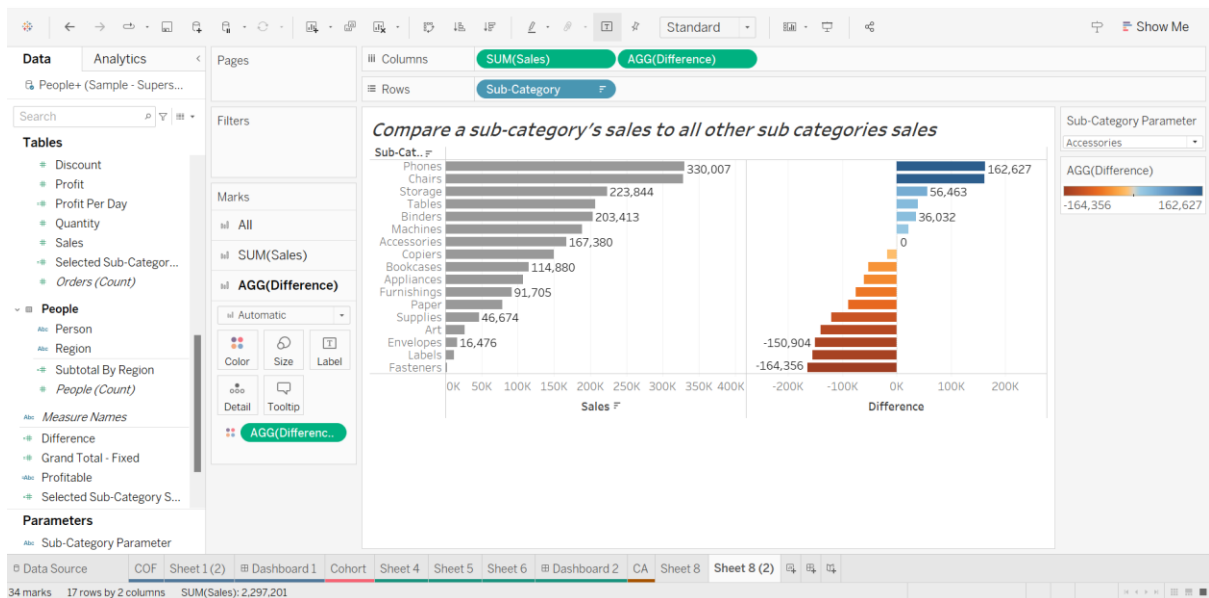 Standard
Show Me
Data
Analytics
People+ (Sample - Supers...
Search
Tables
Discount
Profit
Profit Per Day
Quantity
Sales
Selected Sub-Categor...
Orders (Count)
People
Abc Person
Abc Region
Subtotal By Region
People (Count)
Abc Measure Names
Difference
Grand Total - Fixed
Abc Profitable
Selected Sub-Category S...
Parameters
Abc Sub-Category Parameter
Pages
Filters
Marks
All
SUM(Sales)
AGG(Difference)
Automatic
Color Size Label
Detail Tooltip
AGG(Differenc..
Columns SUM(Sales) AGG(Difference)
Rows Sub-Category
Compare a sub-category's sales to all other sub categories sales
Sub-Cat..
Phones 330,007 162,627
Chairs
Storage 223,844 56,463
Tables
Binders 203,413 36,032
Machines
Accessories 167,380 0
Copiers
Bookcases 114,880
Appliances
Furnishings 91,705
Paper
Supplies 46,674
Art
Envelopes 16,476 -150,904
Labels
Fasteners -164,356
0K 50K 100K 150K 200K 250K 300K 350K 400K -200K -100K 0K 100K 200K
Sales Difference
Sub-Category Parameter
Accessories
AGG(Difference)
-164,356 162,627
Data Source COF Sheet 1 (2) Dashboard 1 Cohort Sheet 4 Sheet 5 Sheet 6 Dashboard 2 CA Sheet 8 Sheet 8 (2)
34 marks 17 rows by 2 columns SUM(Sales): 2,297,201